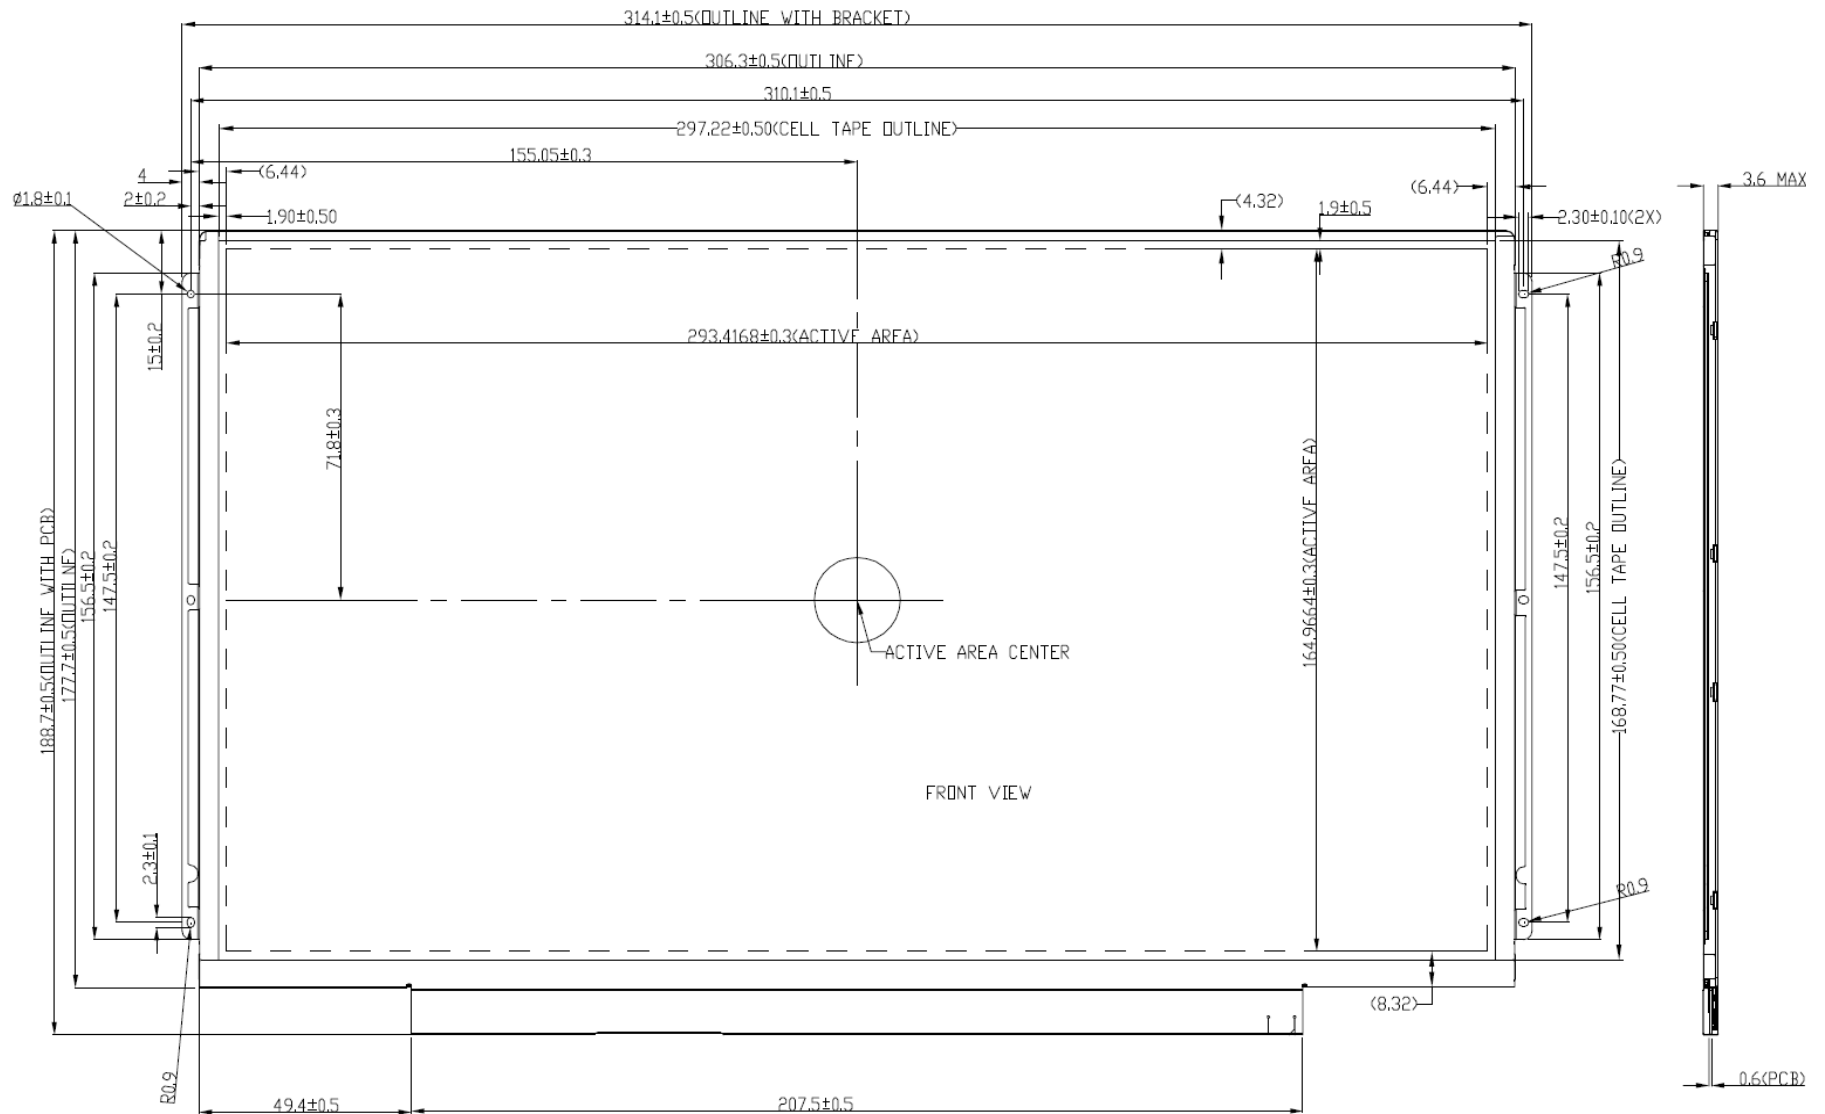 314.1±0.5(OUTLINE WITH BRACKET)
306.3±0.5(OUTLINE)
310.1±0.5
297.22±0.50(CELL TAPE OUTLINE)
155.05±0.3
4
(6.44)
(6.44)
3.6 MAX
ø1.8±0.1
2±0.2
1.90±0.50
(4.32)
1.9±0.5
2.30±0.10(2X)
R0.9
15±0.2
293.4168±0.3(ACTIVE AREA)
71.8±0.3
188.7±0.5(OUTLINE WITH PCB)
177.7±0.5(OUTLINE)
156.5±0.2
147.5±0.2
164.9664±0.3(ACTIVE AREA)
147.5±0.2
156.5±0.2
168.77±0.50(CELL TAPE OUTLINE)
ACTIVE AREA CENTER
FRONT VIEW
2.3±0.1
R0.9
(8.32)
R0.9
49.4±0.5
207.5±0.5
0.6(PCB)